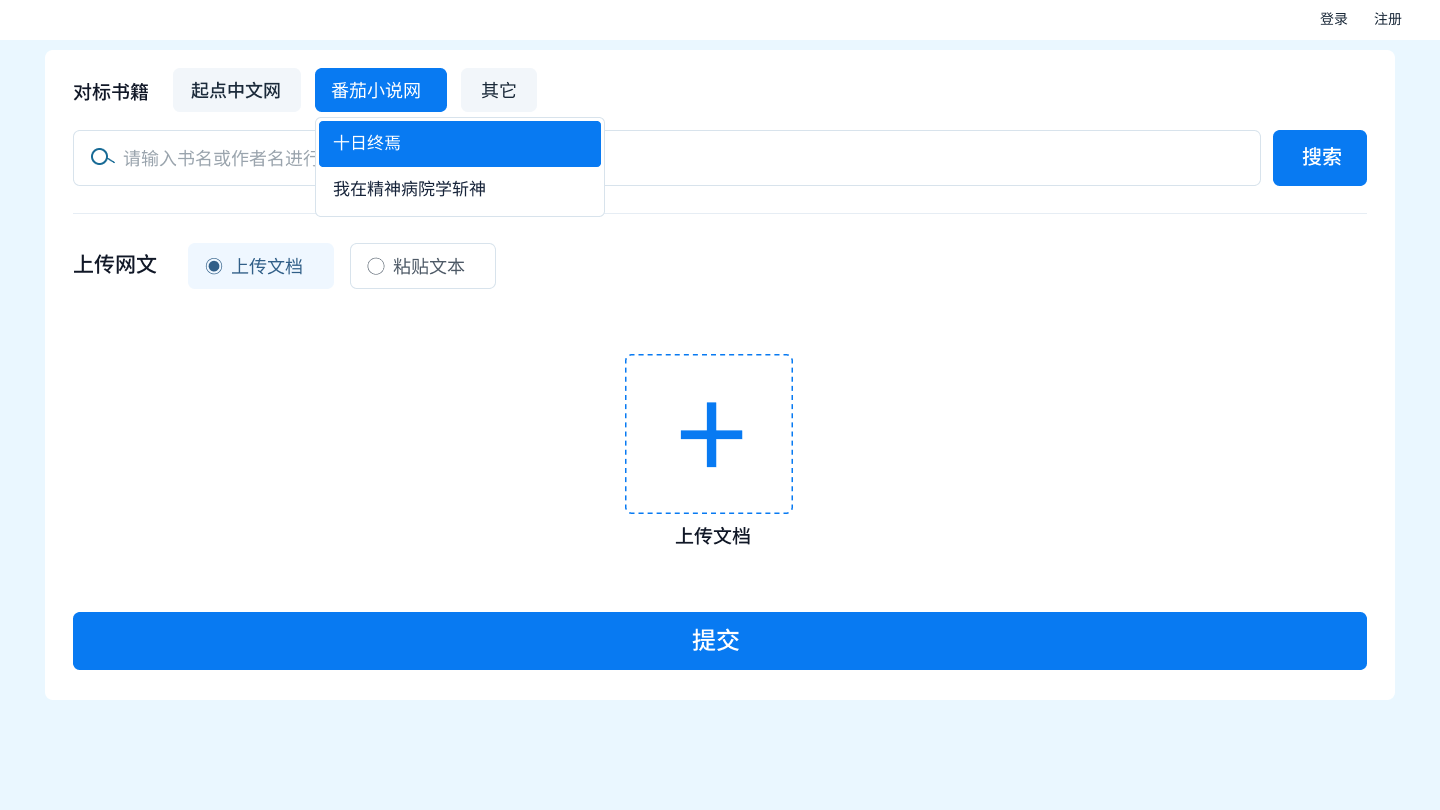 登录 注册
对标书籍 起点中文网 番茄小说网 其它
十日终焉
请输入书名或作者名进行
搜索
我在精神病院学斩神
上传网文 上传文档 粘贴文本
上传文档
提交